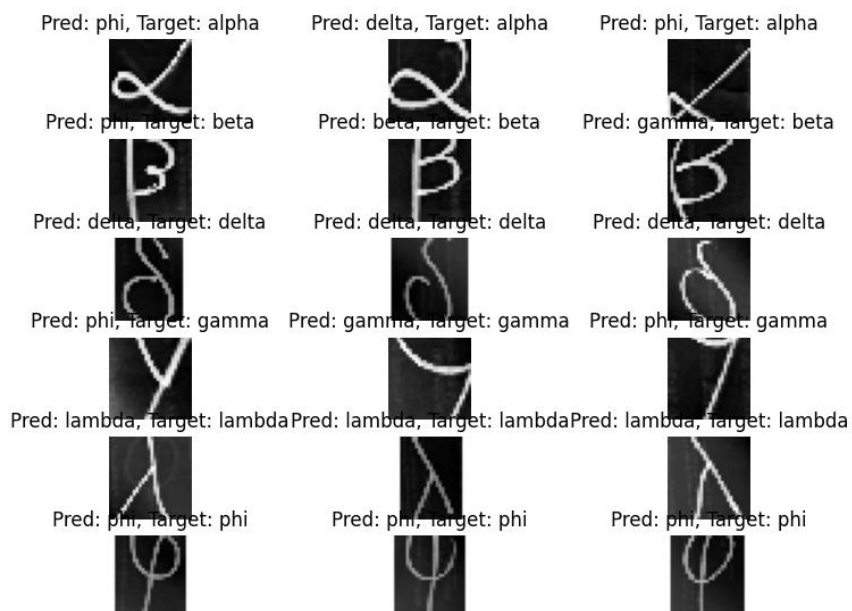 Pred: phi, Target: alpha Pred: delta, Target: alpha Pred: phi, Target: alpha
Pred: phi, Target: beta Pred: beta, Target: beta Pred: gamma, Target: beta
Pred: delta, Target: delta Pred: delta, Target: delta Pred: delta, Target: delta
Pred: phi, Target: gamma Pred: gamma, Target: gamma Pred: phi, Target: gamma
Pred: lambda, Target: lambda Pred: lambda, Target: lambda Pred: lambda, Target: lambda
Pred: phi, Target: phi Pred: phi, Target: phi Pred: phi, Target: phi